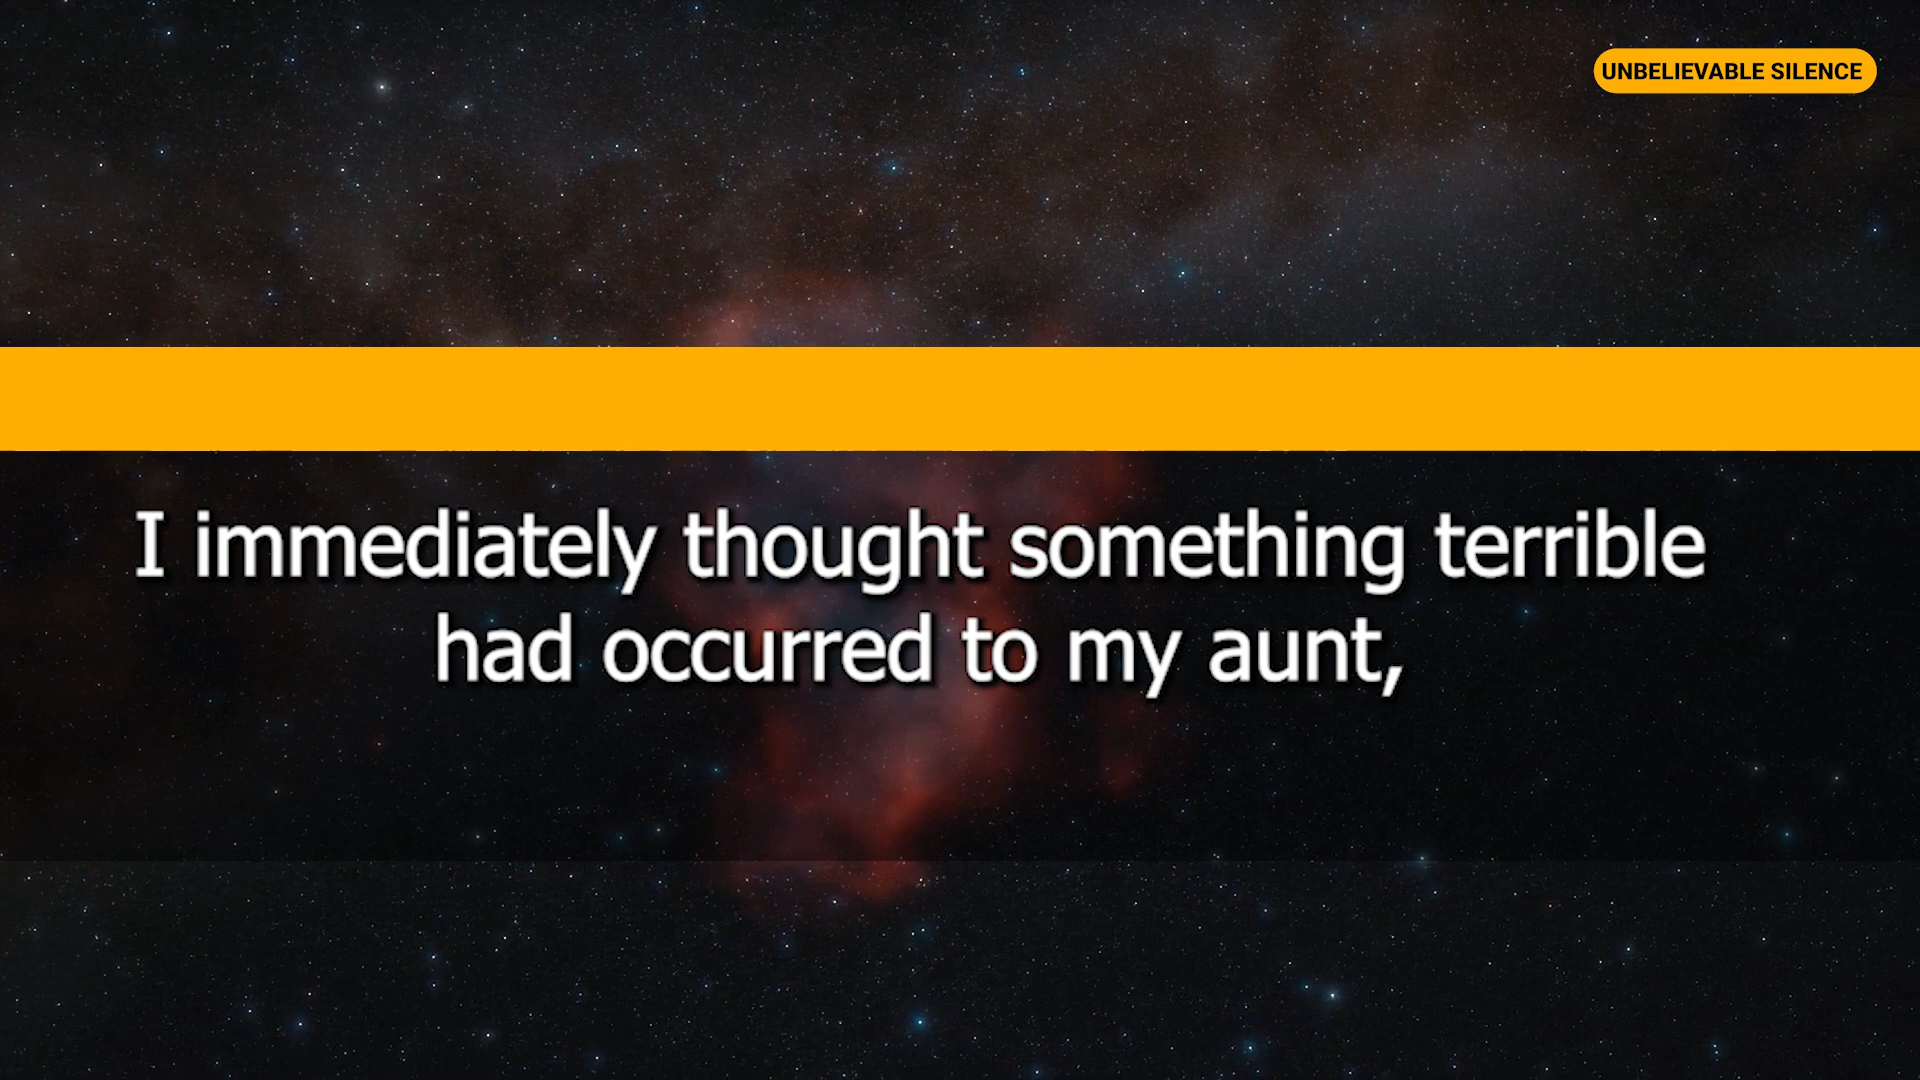 UNBELIEVABLE SILENCE
I immediately thought something terrible
had occurred to my aunt,